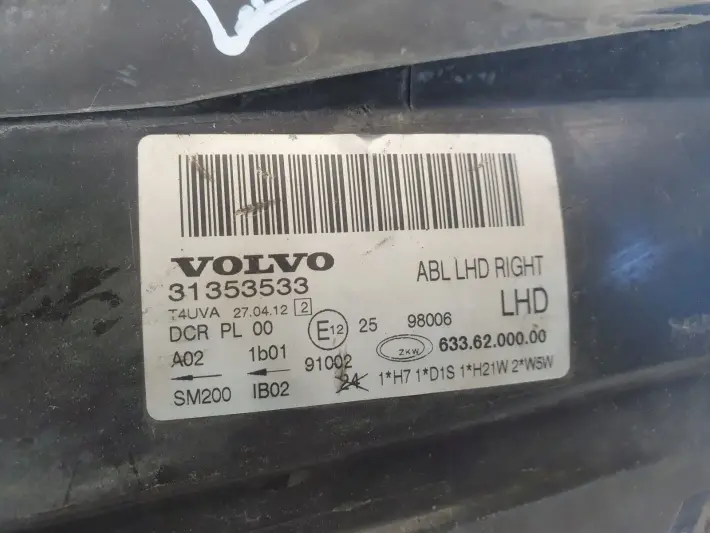 VOLVO
31353533
T4UVA 27.04.12 2
DCR PL 00
A02 1b01
SM200 IB02
E12 25 98006
91002
24
ABL LHD RIGHT
LHD
ZKW 633.62.000.00
1*H7 1*D1S 1*H21W 2*W5W